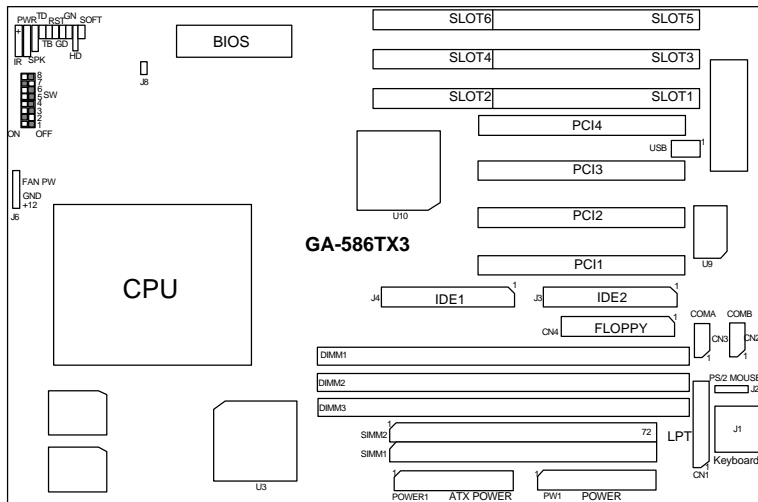 TD GN
PWR RST SOFT
TB GD
IR SPK HD
BIOS
J8
SLOT6 SLOT5
SLOT4 SLOT3
SLOT2 SLOT1
8
7
6
5 SW
4
3
2
1
ON OFF
PCI4
USB 1
PCI3
FAN PW
GND
+12
J6
U10
PCI2
U9
GA-586TX3
PCI1
CPU
J4 IDE1 1
J3 IDE2 1
CN4 FLOPPY 1
COMA COMB
CN3 CN2
1 1
DIMM1
DIMM2
DIMM3
PS/2 MOUSE
J2
1
SIMM2 72
SIMM1
LPT
J1
Keyboard
CN1
1
U3
1
POWER1 ATX POWER
1
PW1 POWER